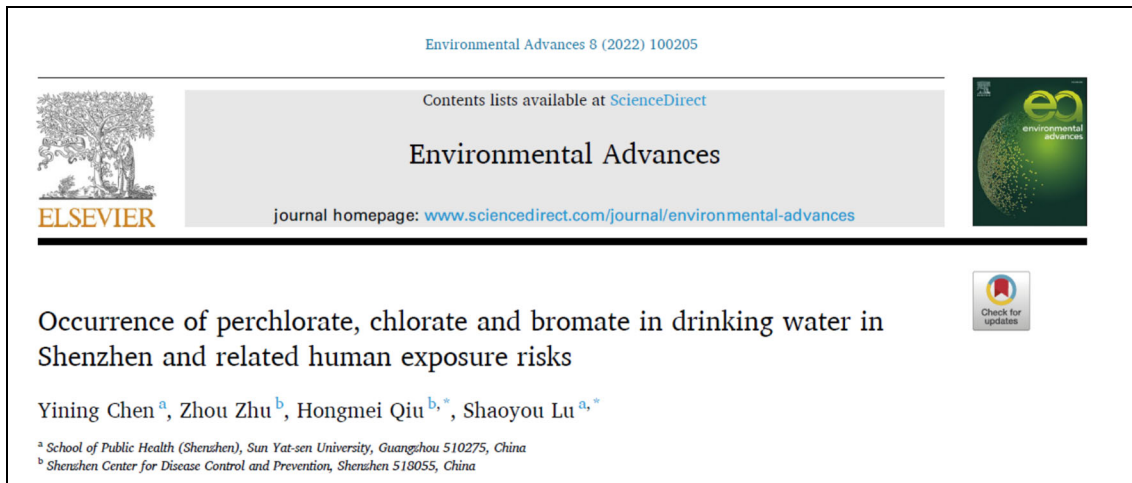 Environmental Advances 8 (2022) 100205
Contents lists available at ScienceDirect
Environmental Advances
journal homepage: www.sciencedirect.com/journal/environmental-advances
ELSEVIER
ea
environmental
advances
Check for
updates
Occurrence of perchlorate, chlorate and bromate in drinking water in
Shenzhen and related human exposure risks
Yining Chen a, Zhou Zhu b, Hongmei Qiu b,*, Shaoyou Lu a,*
a School of Public Health (Shenzhen), Sun Yat-sen University, Guangzhou 510275, China
b Shenzhen Center for Disease Control and Prevention, Shenzhen 518055, China